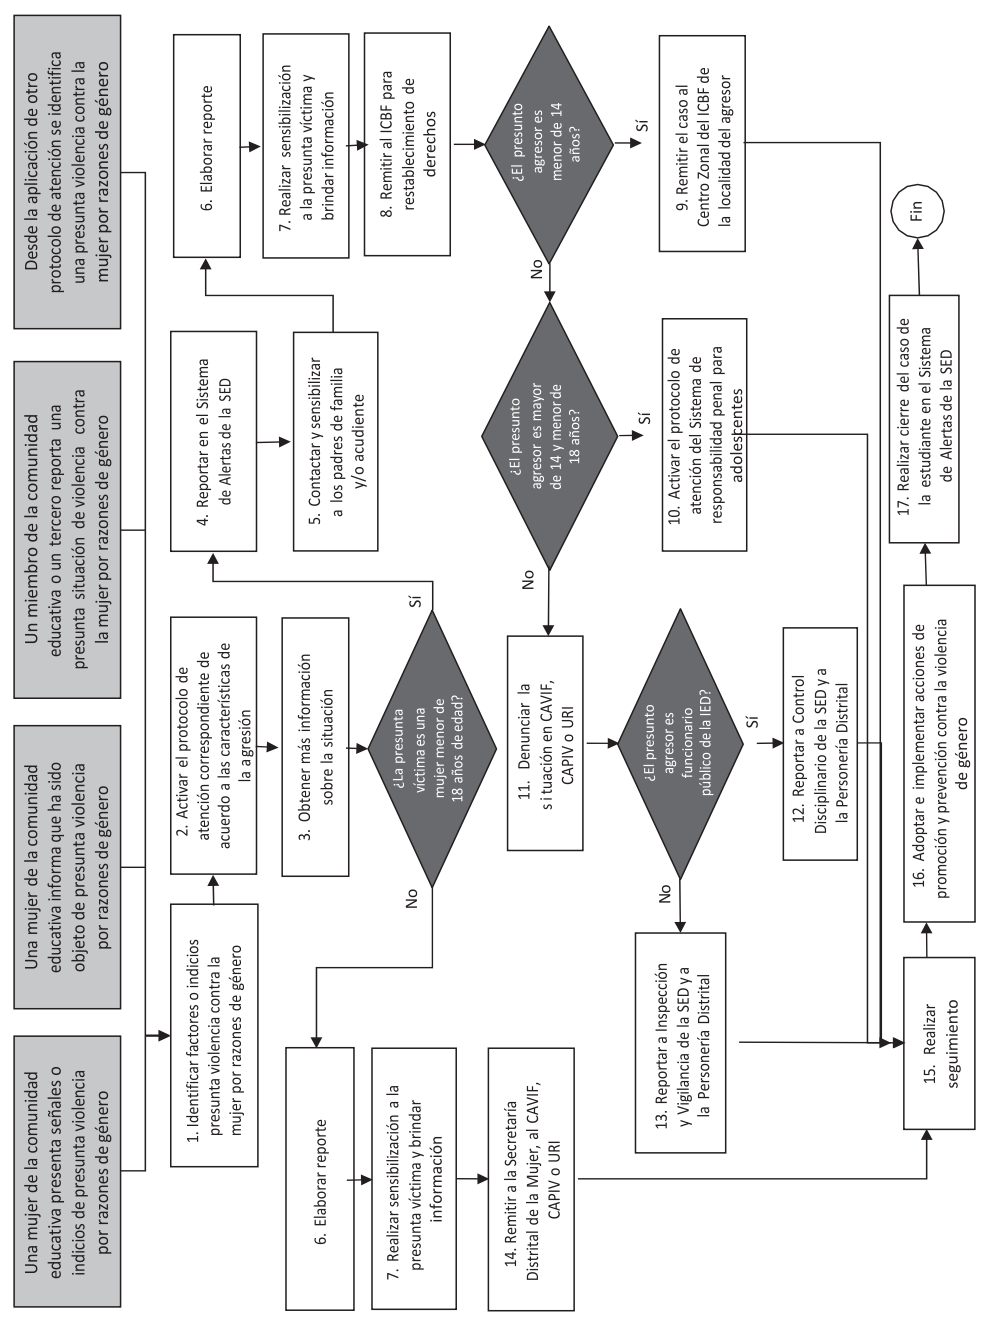 Una mujer de la comunidad
educativa presenta señales o
indicios de presunta violencia
por razones de género
Una mujer de la comunidad
educativa informa que ha sido
objeto de presunta violencia
por razones de género
Un miembro de la comunidad
educativa o un tercero reporta una
presunta situación de violencia contra
la mujer por razones de género
Desde la aplicación de otro
protocolo de atención se identifica
una presunta violencia contra la
mujer por razones de género
1. Identificar factores o indicios
presunta violencia contra la
mujer por razones de género
2. Activar el protocolo de
atención correspondiente de
acuerdo a las características de
la agresión
3. Obtener más información
sobre la situación
¿La presunta
víctima es una
mujer menor de
18 años de edad?
Sí
No
4. Reportar en el Sistema
de Alertas de la SED
5. Contactar y sensibilizar
a los padres de familia
y/o acudiente
6. Elaborar reporte
7. Realizar sensibilización
a la presunta víctima y
brindar información
8. Remitir al ICBF para
restablecimiento de
derechos
¿El presunto
agresor es
menor de 14
años?
Sí
No
9. Remitir el caso al
Centro Zonal del ICBF de
la localidad del agresor
¿El presunto
agresor es mayor
de 14 y menor de
18 años?
Sí
No
10. Activar el protocolo de
atención del Sistema de
responsabilidad penal para
adolescentes
11. Denunciar la
situación en CAVIF,
CAPIV o URI
¿El presunto
agresor es
funcionario
público de la IED?
Sí
No
12. Reportar a Control
Disciplinario de la SED y a
la Personería Distrital
13. Reportar a Inspección
y Vigilancia de la SED y a
la Personería Distrital
6. Elaborar reporte
7. Realizar sensibilización a la
presunta víctima y brindar
información
14. Remitir a la Secretaría
Distrital de la Mujer, al CAVIF,
CAPIV o URI
15. Realizar
seguimiento
16. Adoptar e implementar acciones de
promoción y prevención contra la violencia
de género
17. Realizar cierre del caso de
la estudiante en el Sistema
de Alertas de la SED
Fin